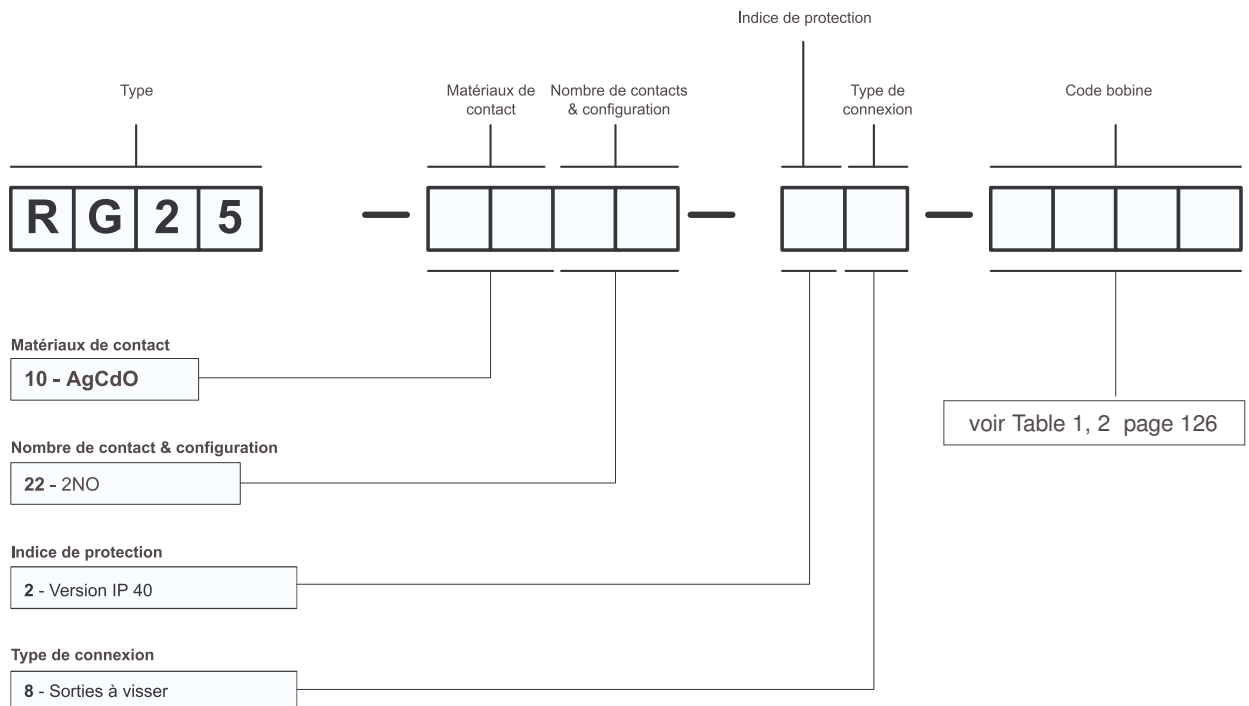 Indice de protection
Type
Matériaux de
contact
Nombre de contacts
& configuration
Type de
connexion
Code bobine
R G 2 5 — — —
Matériaux de contact
10 - AgCdO
voir Table 1, 2 page 126
Nombre de contact & configuration
22 - 2NO
Indice de protection
2 - Version IP 40
Type de connexion
8 - Sorties à visser